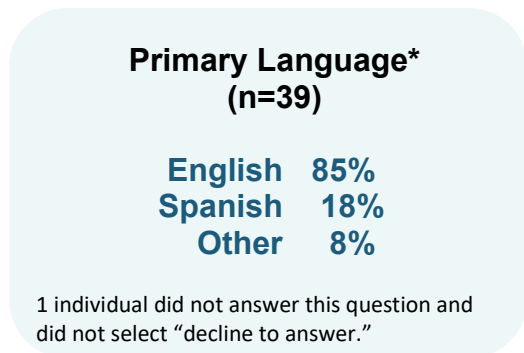 Primary Language*
(n=39)
English 85%
Spanish 18%
Other 8%
1 individual did not answer this question and
did not select “decline to answer.”